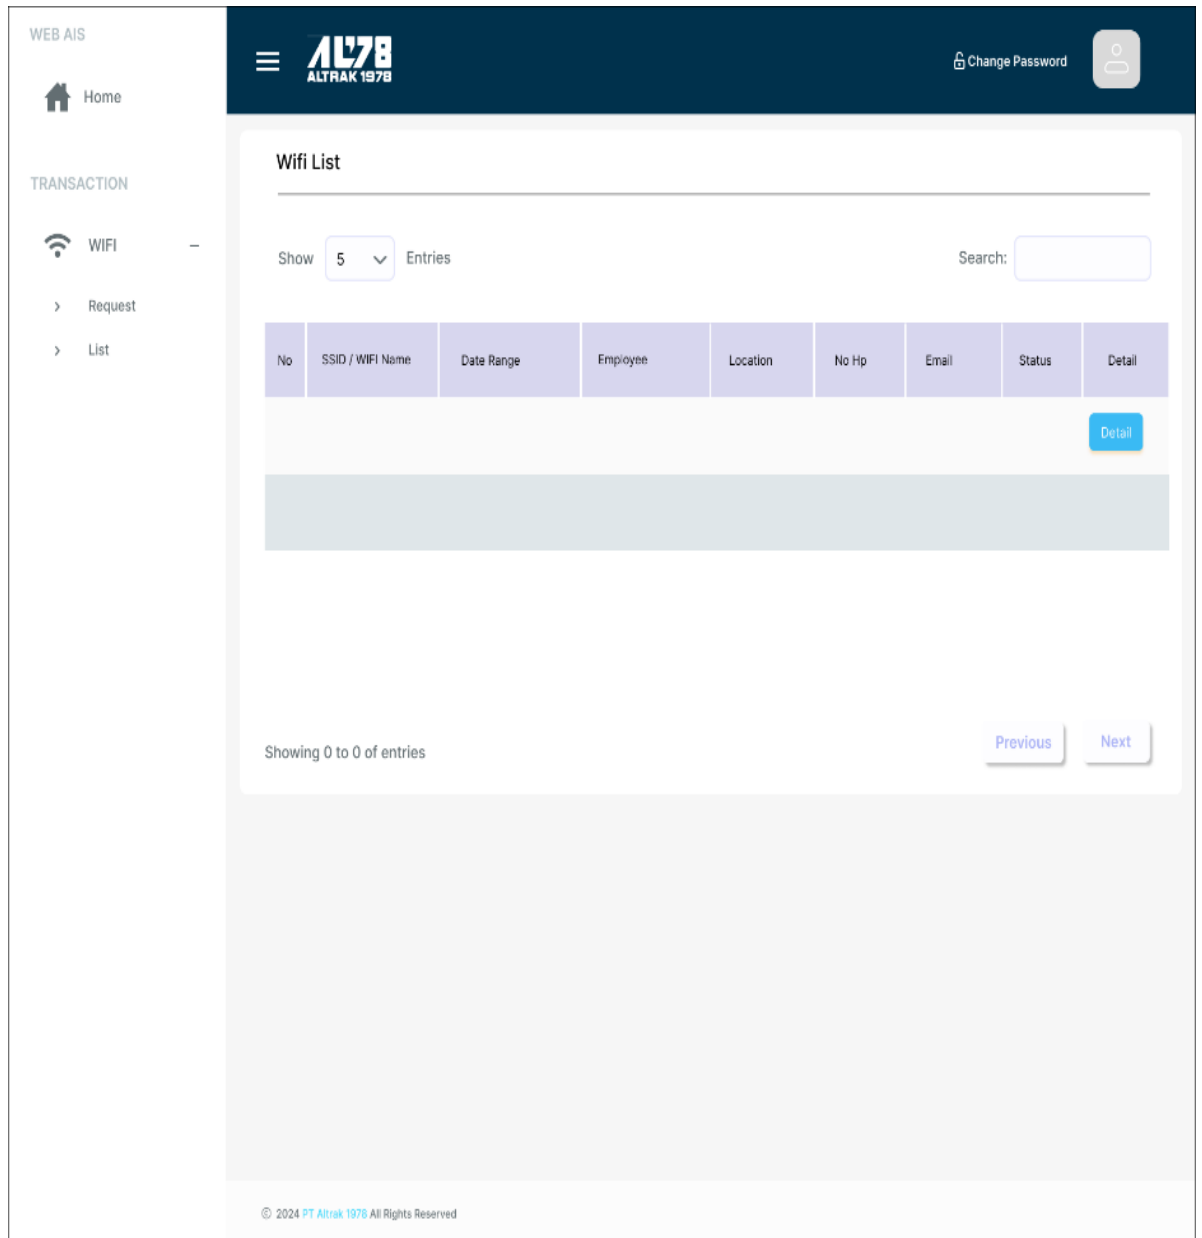 WEB AIS
Home
TRANSACTION
WIFI
Request
List
AL78
ALTRAK 1978
Change Password
Wifi List
Show 5 Entries
Search:
No SSID / WIFI Name Date Range Employee Location No Hp Email Status Detail
Detail
Showing 0 to 0 of entries
Previous Next
© 2024 PT Altrak 1978 All Rights Reserved